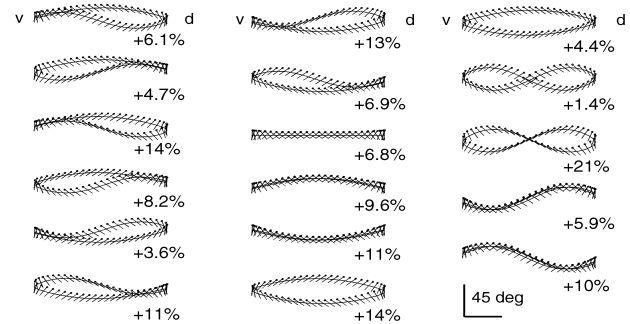 v d v d v d
+6.1% +13% +4.4%
+4.7% +6.9% +1.4%
+14% +6.8% +21%
+8.2% +9.6% +5.9%
+3.6% +11% +10%
+11% +14% 45 deg